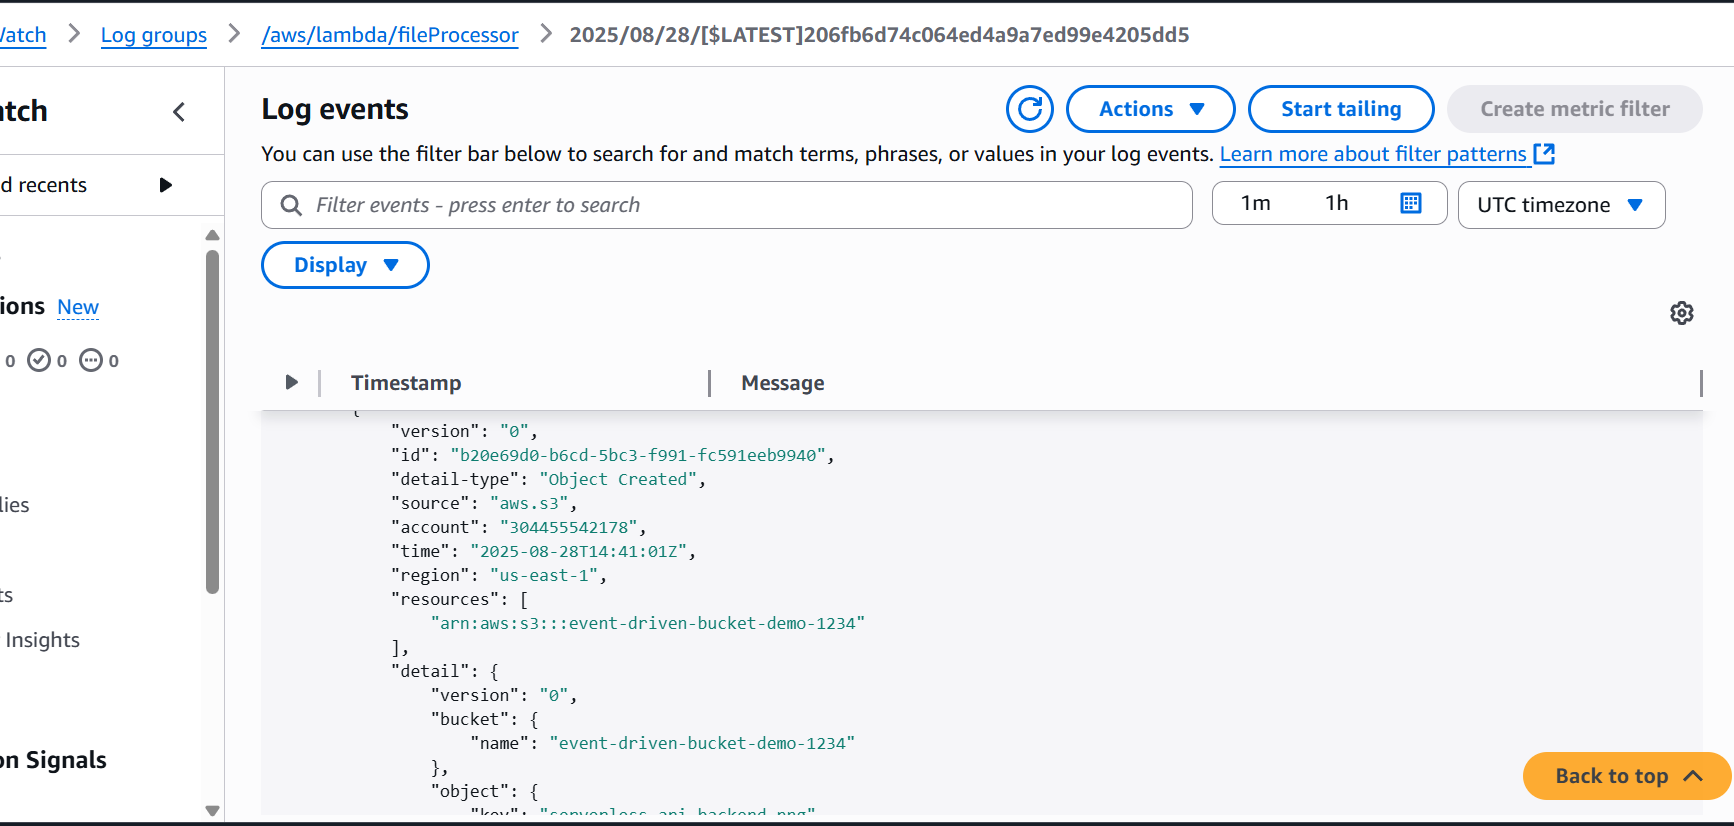 Watch > Log groups > /aws/lambda/fileProcessor > 2025/08/28/[$LATEST]206fb6d74c064ed4a9a7ed99e4205dd5
atch
d recents
ions New
0 0 0
lies
ts
Insights
on Signals
Log events
Actions
Start tailing
Create metric filter
You can use the filter bar below to search for and match terms, phrases, or values in your log events. Learn more about filter patterns
Filter events - press enter to search
1m 1h
UTC timezone
Display
Timestamp Message
{
"version": "0",
"id": "b20e69d0-b6cd-5bc3-f991-fc591eeb9940",
"detail-type": "Object Created",
"source": "aws.s3",
"account": "304455542178",
"time": "2025-08-28T14:41:01Z",
"region": "us-east-1",
"resources": [
"arn:aws:s3:::event-driven-bucket-demo-1234"
],
"detail": {
"version": "0",
"bucket": {
"name": "event-driven-bucket-demo-1234"
},
"object": {
"key": "serverless-api-backend.png"
Back to top